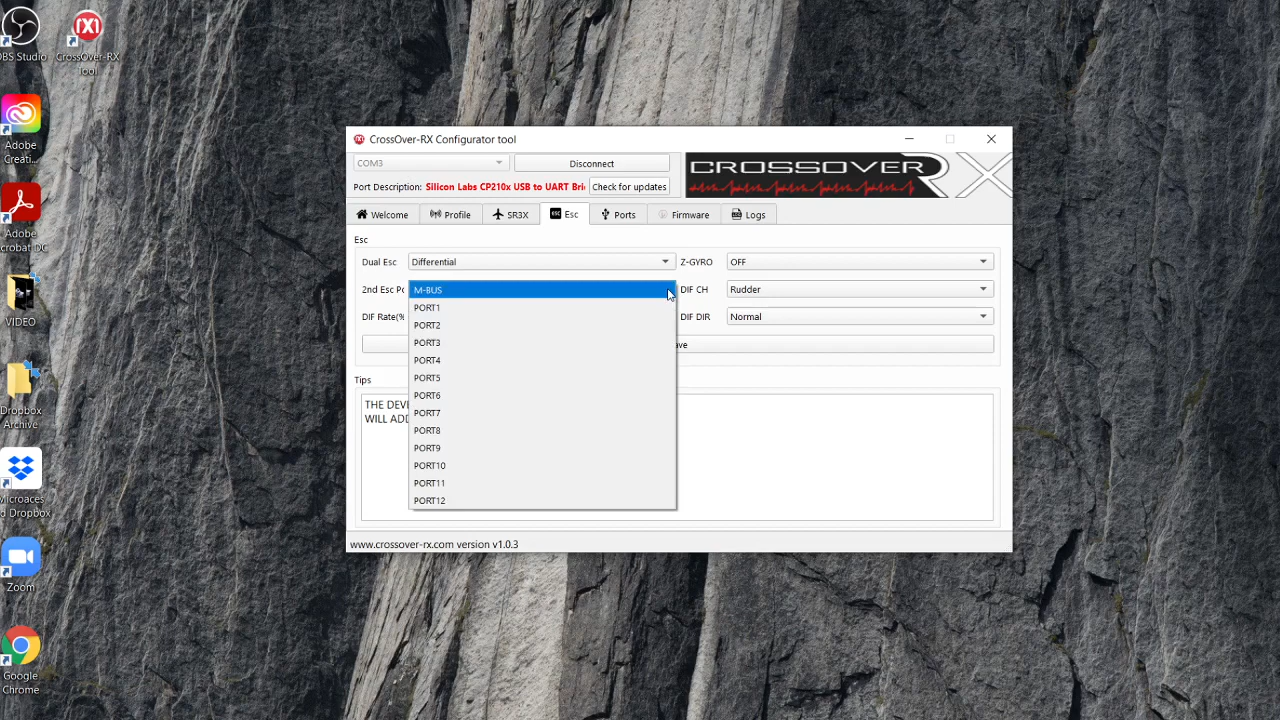 OBS Studio
CrossOver-RX
Tool
Adobe
Creati...
Adobe
Acrobat DC
VIDEO
Dropbox
Archive
Microaces
d Dropbox
Zoom
Google
Chrome
CrossOver-RX Configurator tool
COM3
Disconnect
Port Description: Silicon Labs CP210x USB to UART Bri
Check for updates
CROSSOVER RX
Welcome
Profile
SR3X
ESC Esc
Ports
Firmware
Logs
Esc
Dual Esc
Differential
Z-GYRO
OFF
2nd Esc Po
M-BUS
DIF CH
Rudder
PORT1
DIF Rate(%
DIF DIR
Normal
PORT2
PORT3
ave
PORT4
PORT5
Tips
PORT6
THE DEV
PORT7
WILL ADD
PORT8
PORT9
PORT10
PORT11
PORT12
www.crossover-rx.com version v1.0.3